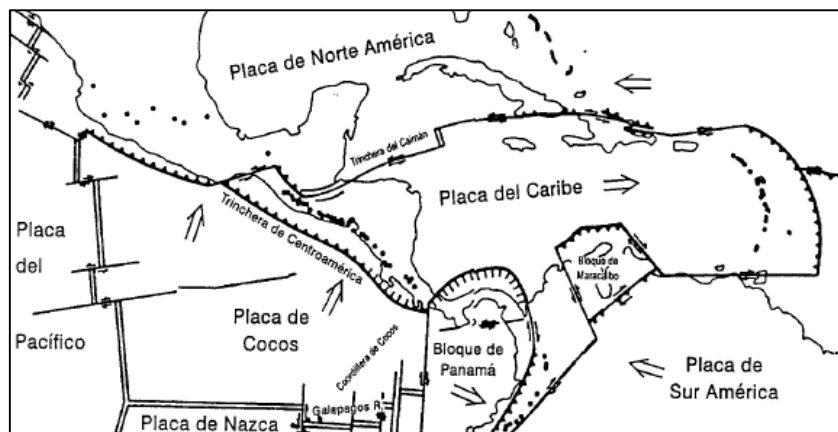 Placa de Norte América
Trinchera del Caimán
Placa del Caribe
Trinchera de Centroamérica
Placa
del
Pacífico
Bloque de
Maracaibo
Placa de
Cocos
Cordillera de Cocos
Bloque de
Panamá
Placa de
Sur América
Galapagos R.
Placa de Nazca